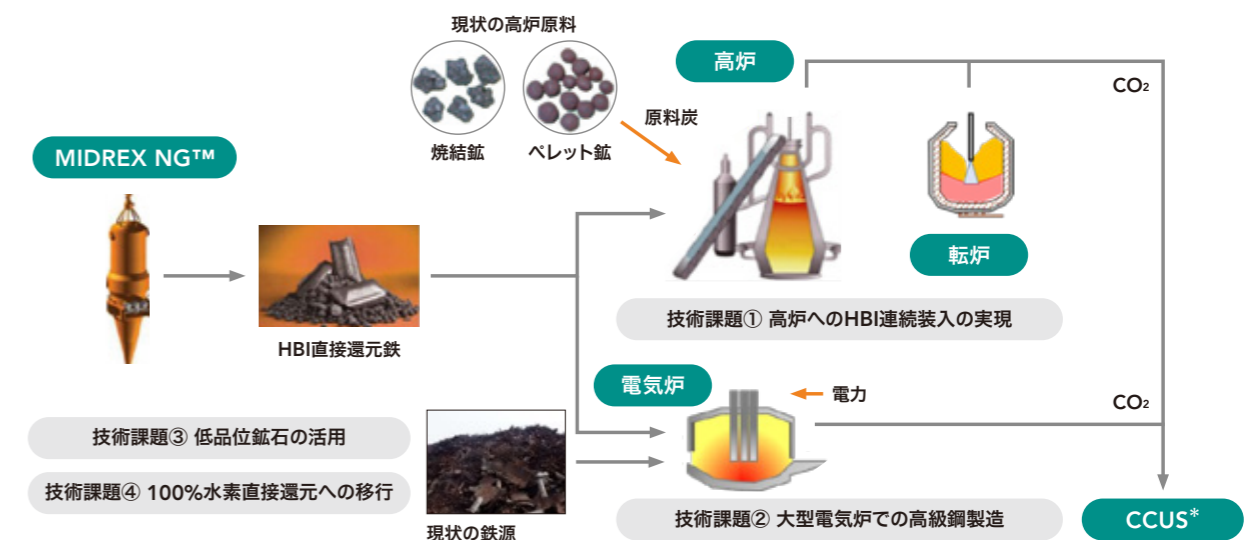 現状の高炉原料
高炉
CO₂
原料炭
焼結鉱
ペレット鉱
MIDREX NG™
転炉
技術課題① 高炉へのHBI連続装入の実現
HBI直接還元鉄
電気炉
電力
CO₂
技術課題③ 低品位鉱石の活用
技術課題④ 100%水素直接還元への移行
現状の鉄源
技術課題② 大型電気炉での高級鋼製造
CCUS*